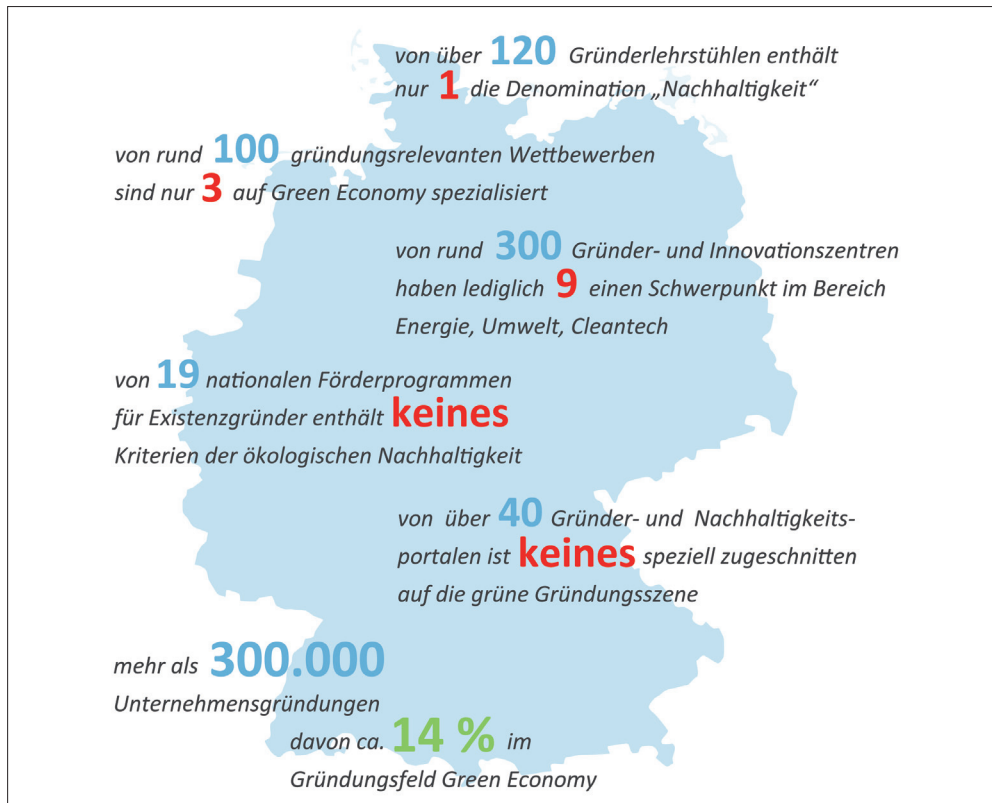 von über 120 Gründerlehrstühlen enthält
nur 1 die Denomination „Nachhaltigkeit“
von rund 100 gründungsrelevanten Wettbewerben
sind nur 3 auf Green Economy spezialisiert
von rund 300 Gründer- und Innovationszentren
haben lediglich 9 einen Schwerpunkt im Bereich
Energie, Umwelt, Cleantech
von 19 nationalen Förderprogrammen
für Existenzgründer enthält keines
Kriterien der ökologischen Nachhaltigkeit
von über 40 Gründer- und Nachhaltigkeits-
portalen ist keines speziell zugeschnitten
auf die grüne Gründungsszene
mehr als 300.000
Unternehmensgründungen
davon ca. 14 % im
Gründungsfeld Green Economy